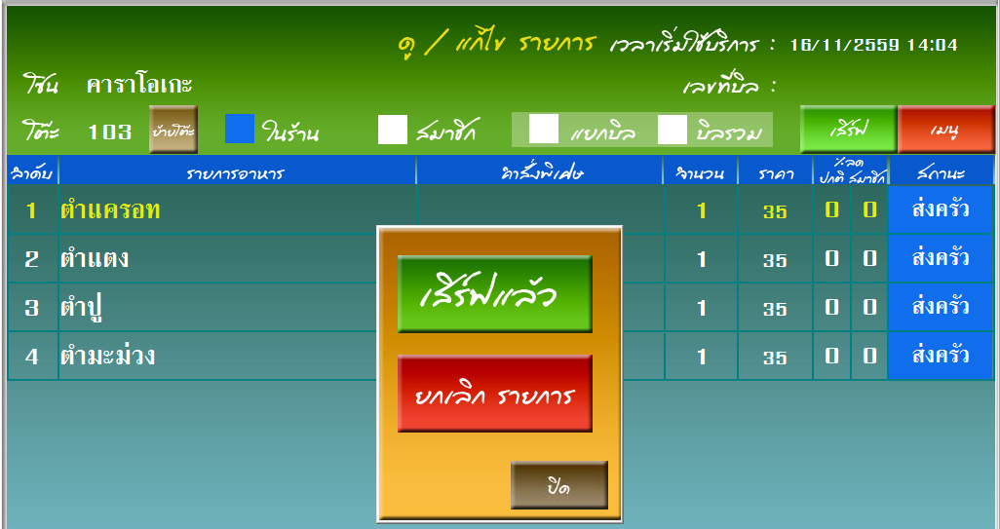 ดู / แก้ไข รายการ เวลาเริ่มใช้บริการ : 16/11/2559 14:04
โซน คาราโอเกะ เลขที่บิล :
โต๊ะ 103 ย้ายโต๊ะ ในร้าน สมาชิก แยกบิล บิลรวม เสิร์ฟ เมนู
ลำดับ รายการอาหาร คำสั่งพิเศษ จำนวน ราคา %ลด ปกติ สมาชิก สถานะ
1 ตำแครอท 1 35 0 0 ส่งครัว
2 ตำแตง 1 35 0 0 ส่งครัว
3 ตำปู 1 35 0 0 ส่งครัว
4 ตำมะม่วง 1 35 0 0 ส่งครัว
เสิร์ฟแล้ว
ยกเลิก รายการ
ปิด